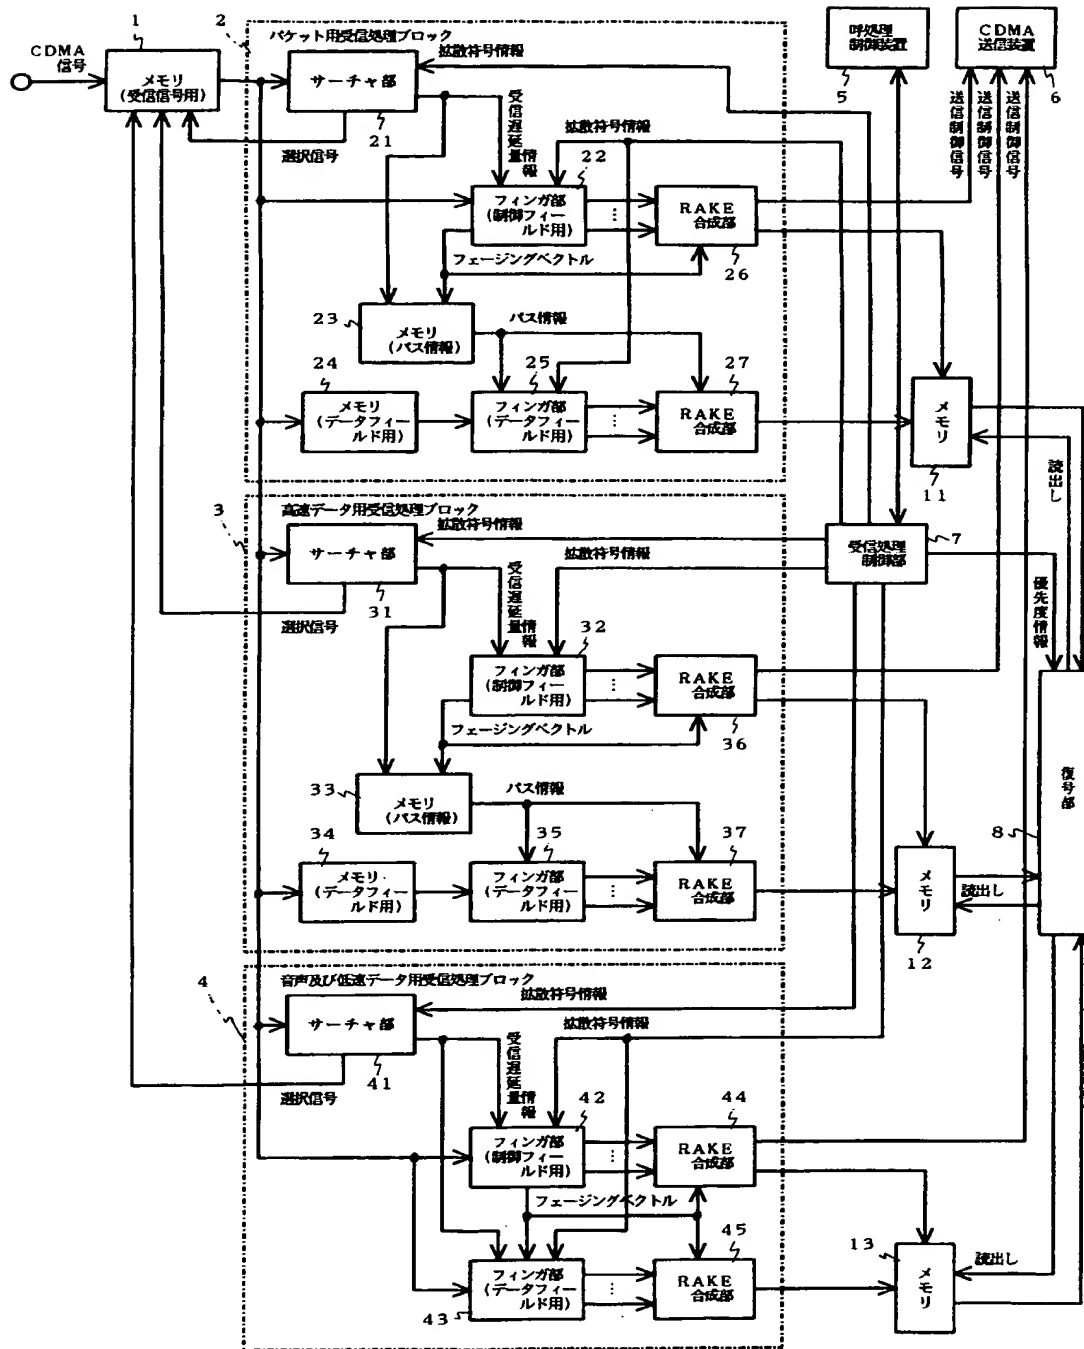 1
CDMA
信号
メモリ
(受信信号用)
2
パケット用受信処理ブロック
サーチャ部
21
選択信号
拡散符号情報
受信遅延量情報
拡散符号情報
22
フィンガ部
(制御フィー
ルド用)
RAKE
合成部
26
フェージングベクトル
23
メモリ
(パス情報)
パス情報
24
メモリ
(データフィー
ルド用)
25
フィンガ部
(データフィー
ルド用)
27
RAKE
合成部
呼処理
制御装置
5
CDMA
送信装置
6
送信制御信号
送信制御信号
送信制御信号
メモリ
11
読出し
3
高速データ用受信処理ブロック
拡散符号情報
サーチャ部
31
選択信号
受信遅延量情報
拡散符号情報
32
フィンガ部
(制御フィー
ルド用)
RAKE
合成部
36
フェージングベクトル
33
メモリ
(パス情報)
パス情報
34
メモリ
(データフィー
ルド用)
35
フィンガ部
(データフィー
ルド用)
37
RAKE
合成部
受信処理
制御部
7
優先度情報
復号部
8
メモリ
12
読出し
4
音声及び低速データ用受信処理ブロック
拡散符号情報
サーチャ部
41
選択信号
受信遅延量情報
拡散符号情報
42
フィンガ部
(制御フィー
ルド用)
44
RAKE
合成部
フェージングベクトル
フィンガ部
(データフィー
ルド用)
43
45
RAKE
合成部
13
メモリ
読出し